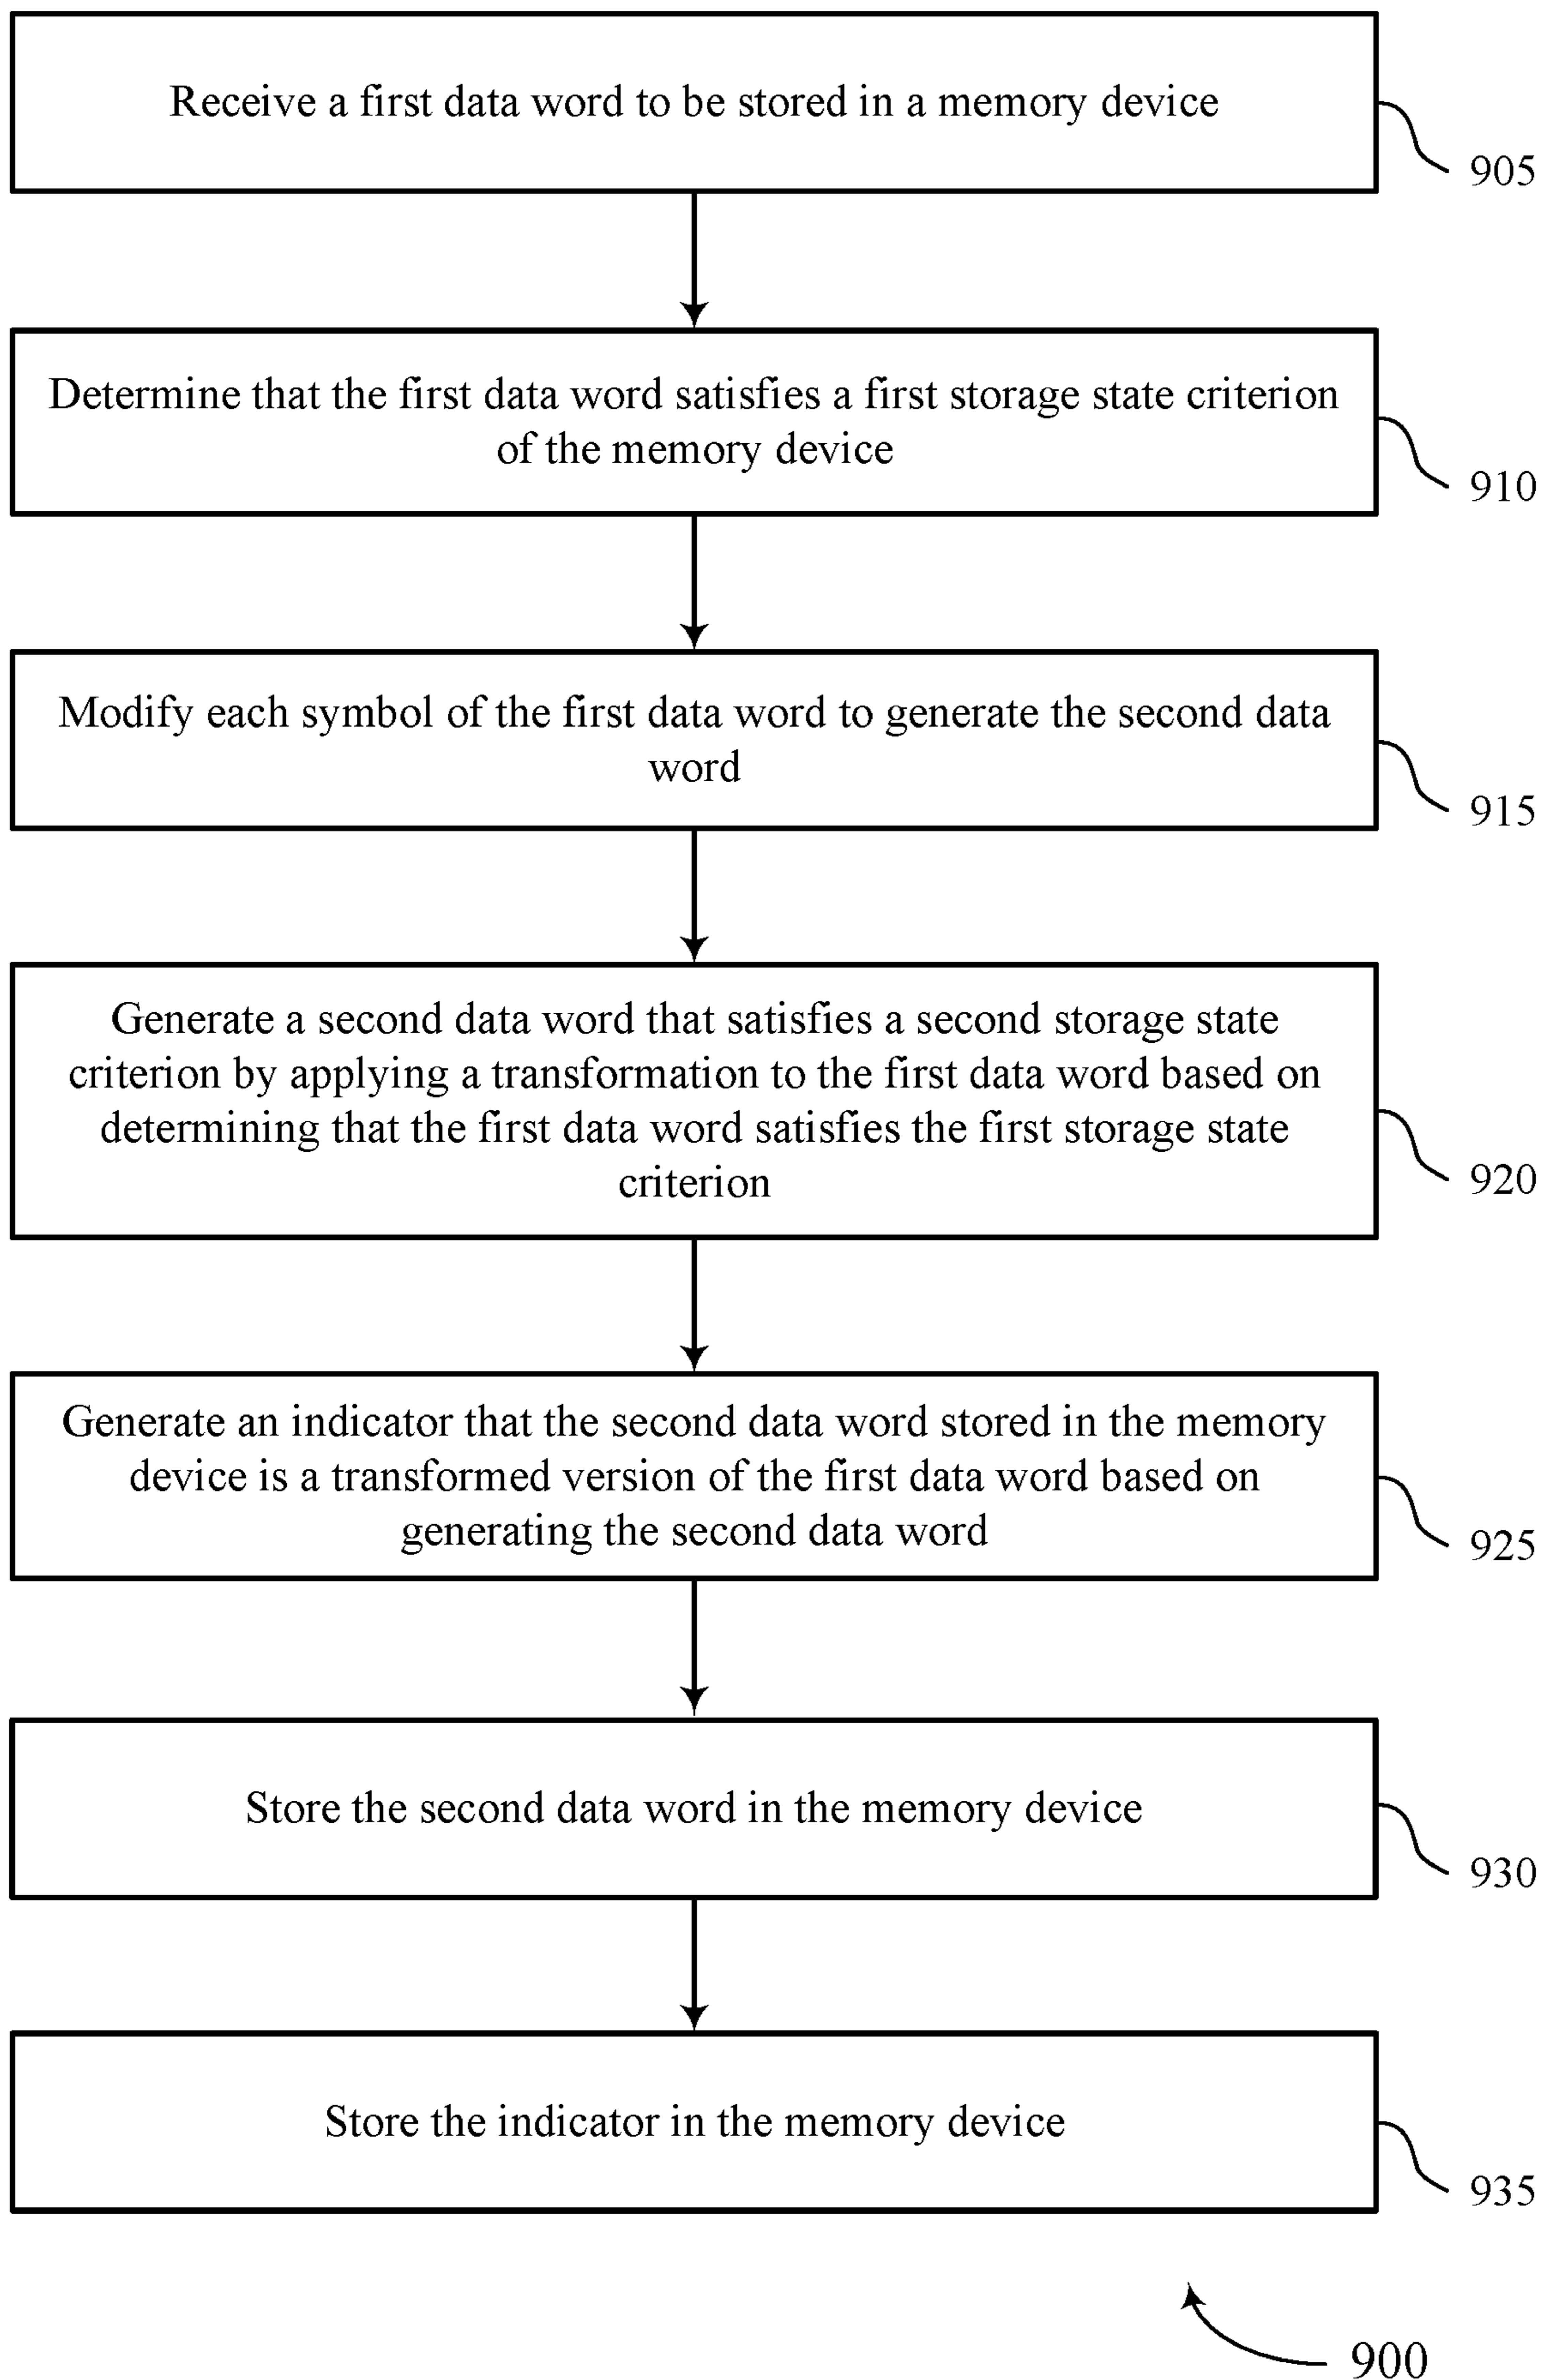 Receive a first data word to be stored in a memory device
905
Determine that the first data word satisfies a first storage state criterion
of the memory device
910
Modify each symbol of the first data word to generate the second data
word
915
Generate a second data word that satisfies a second storage state
criterion by applying a transformation to the first data word based on
determining that the first data word satisfies the first storage state
criterion
920
Generate an indicator that the second data word stored in the memory
device is a transformed version of the first data word based on
generating the second data word
925
Store the second data word in the memory device
930
Store the indicator in the memory device
935
900